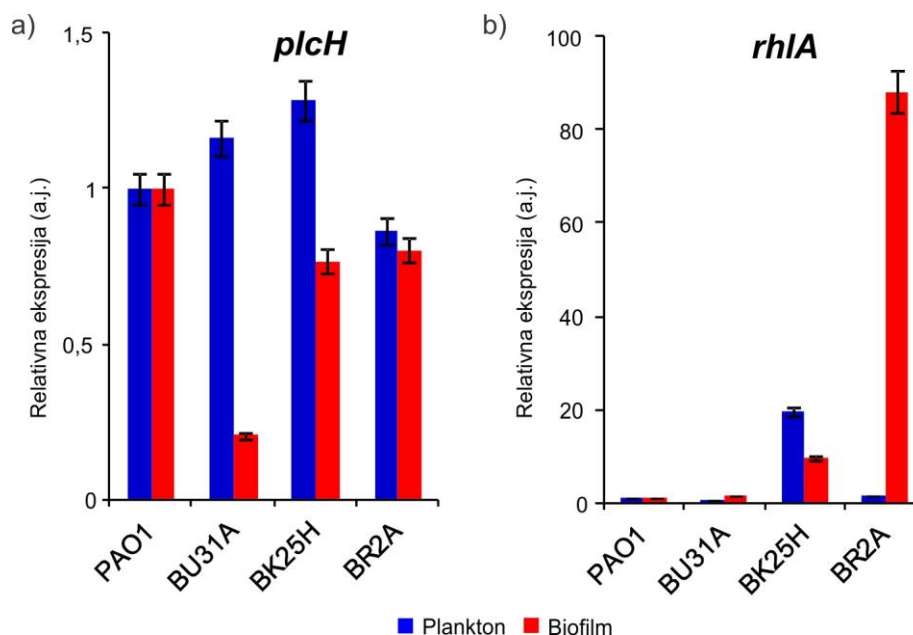 a)
plcH
Relativna ekspresija (a.j.)
1,5
1
0,5
0
PAO1
BU31A
BK25H
BR2A
b)
rhlA
Relativna ekspresija (a.j.)
100
80
60
40
20
0
PAO1
BU31A
BK25H
BR2A
Plankton
Biofilm